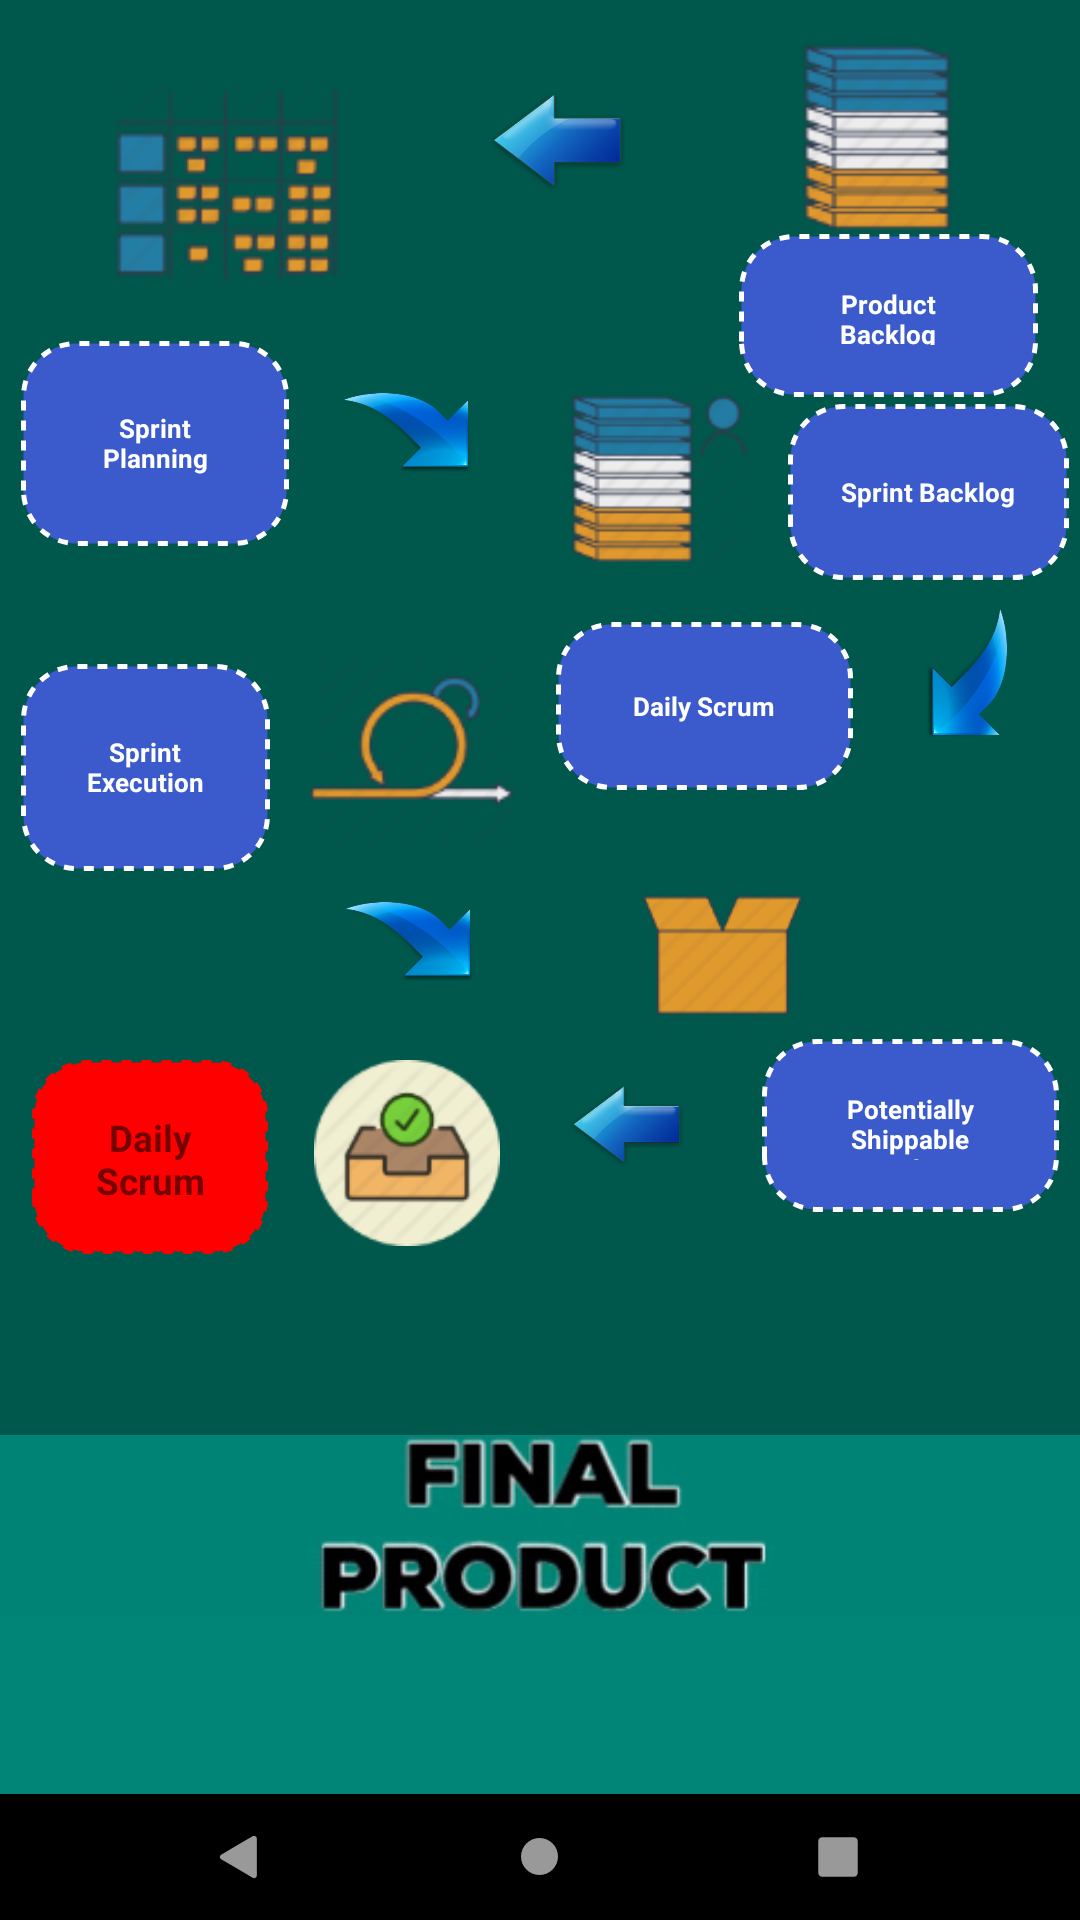 Product
Backlog
Sprint
Planning
Sprint Backlog
Daily Scrum
Sprint
Execution
Potentially
Shippable
Daily
Scrum
FINAL
PRODUCT